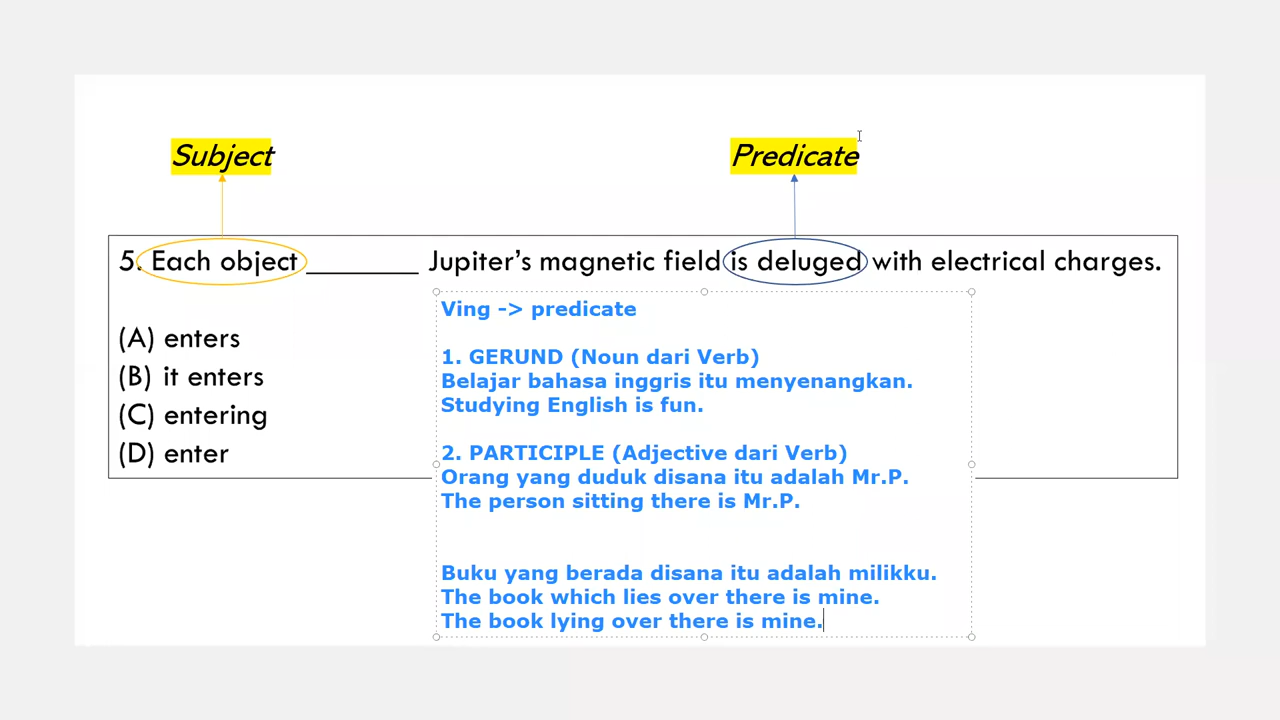 Subject
Predicate
5. Each object ________ Jupiter's magnetic field is deluged with electrical charges.
(A) enters
(B) it enters
(C) entering
(D) enter
Ving -> predicate
1. GERUND (Noun dari Verb)
Belajar bahasa inggris itu menyenangkan.
Studying English is fun.
2. PARTICIPLE (Adjective dari Verb)
Orang yang duduk disana itu adalah Mr.P.
The person sitting there is Mr.P.
Buku yang berada disana itu adalah milikku.
The book which lies over there is mine.
The book lying over there is mine.